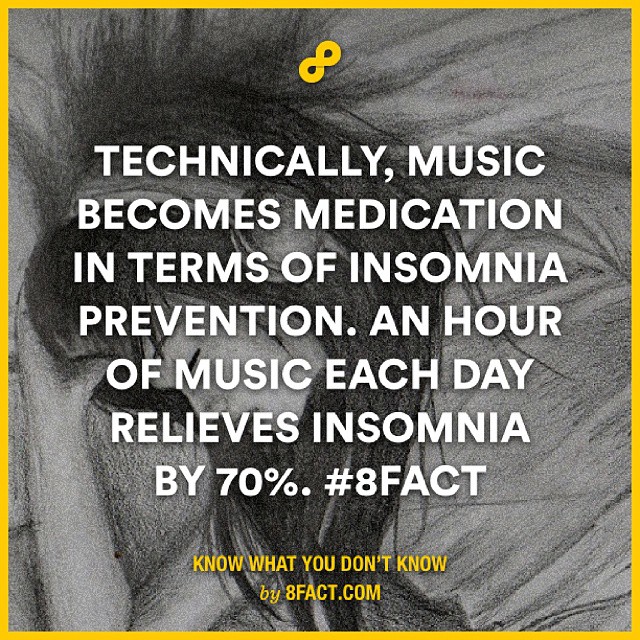 TECHNICALLY, MUSIC
BECOMES MEDICATION
IN TERMS OF INSOMNIA
PREVENTION. AN HOUR
OF MUSIC EACH DAY
RELIEVES INSOMNIA
BY 70%. #8FACT
KNOW WHAT YOU DON'T KNOW
by 8FACT.COM